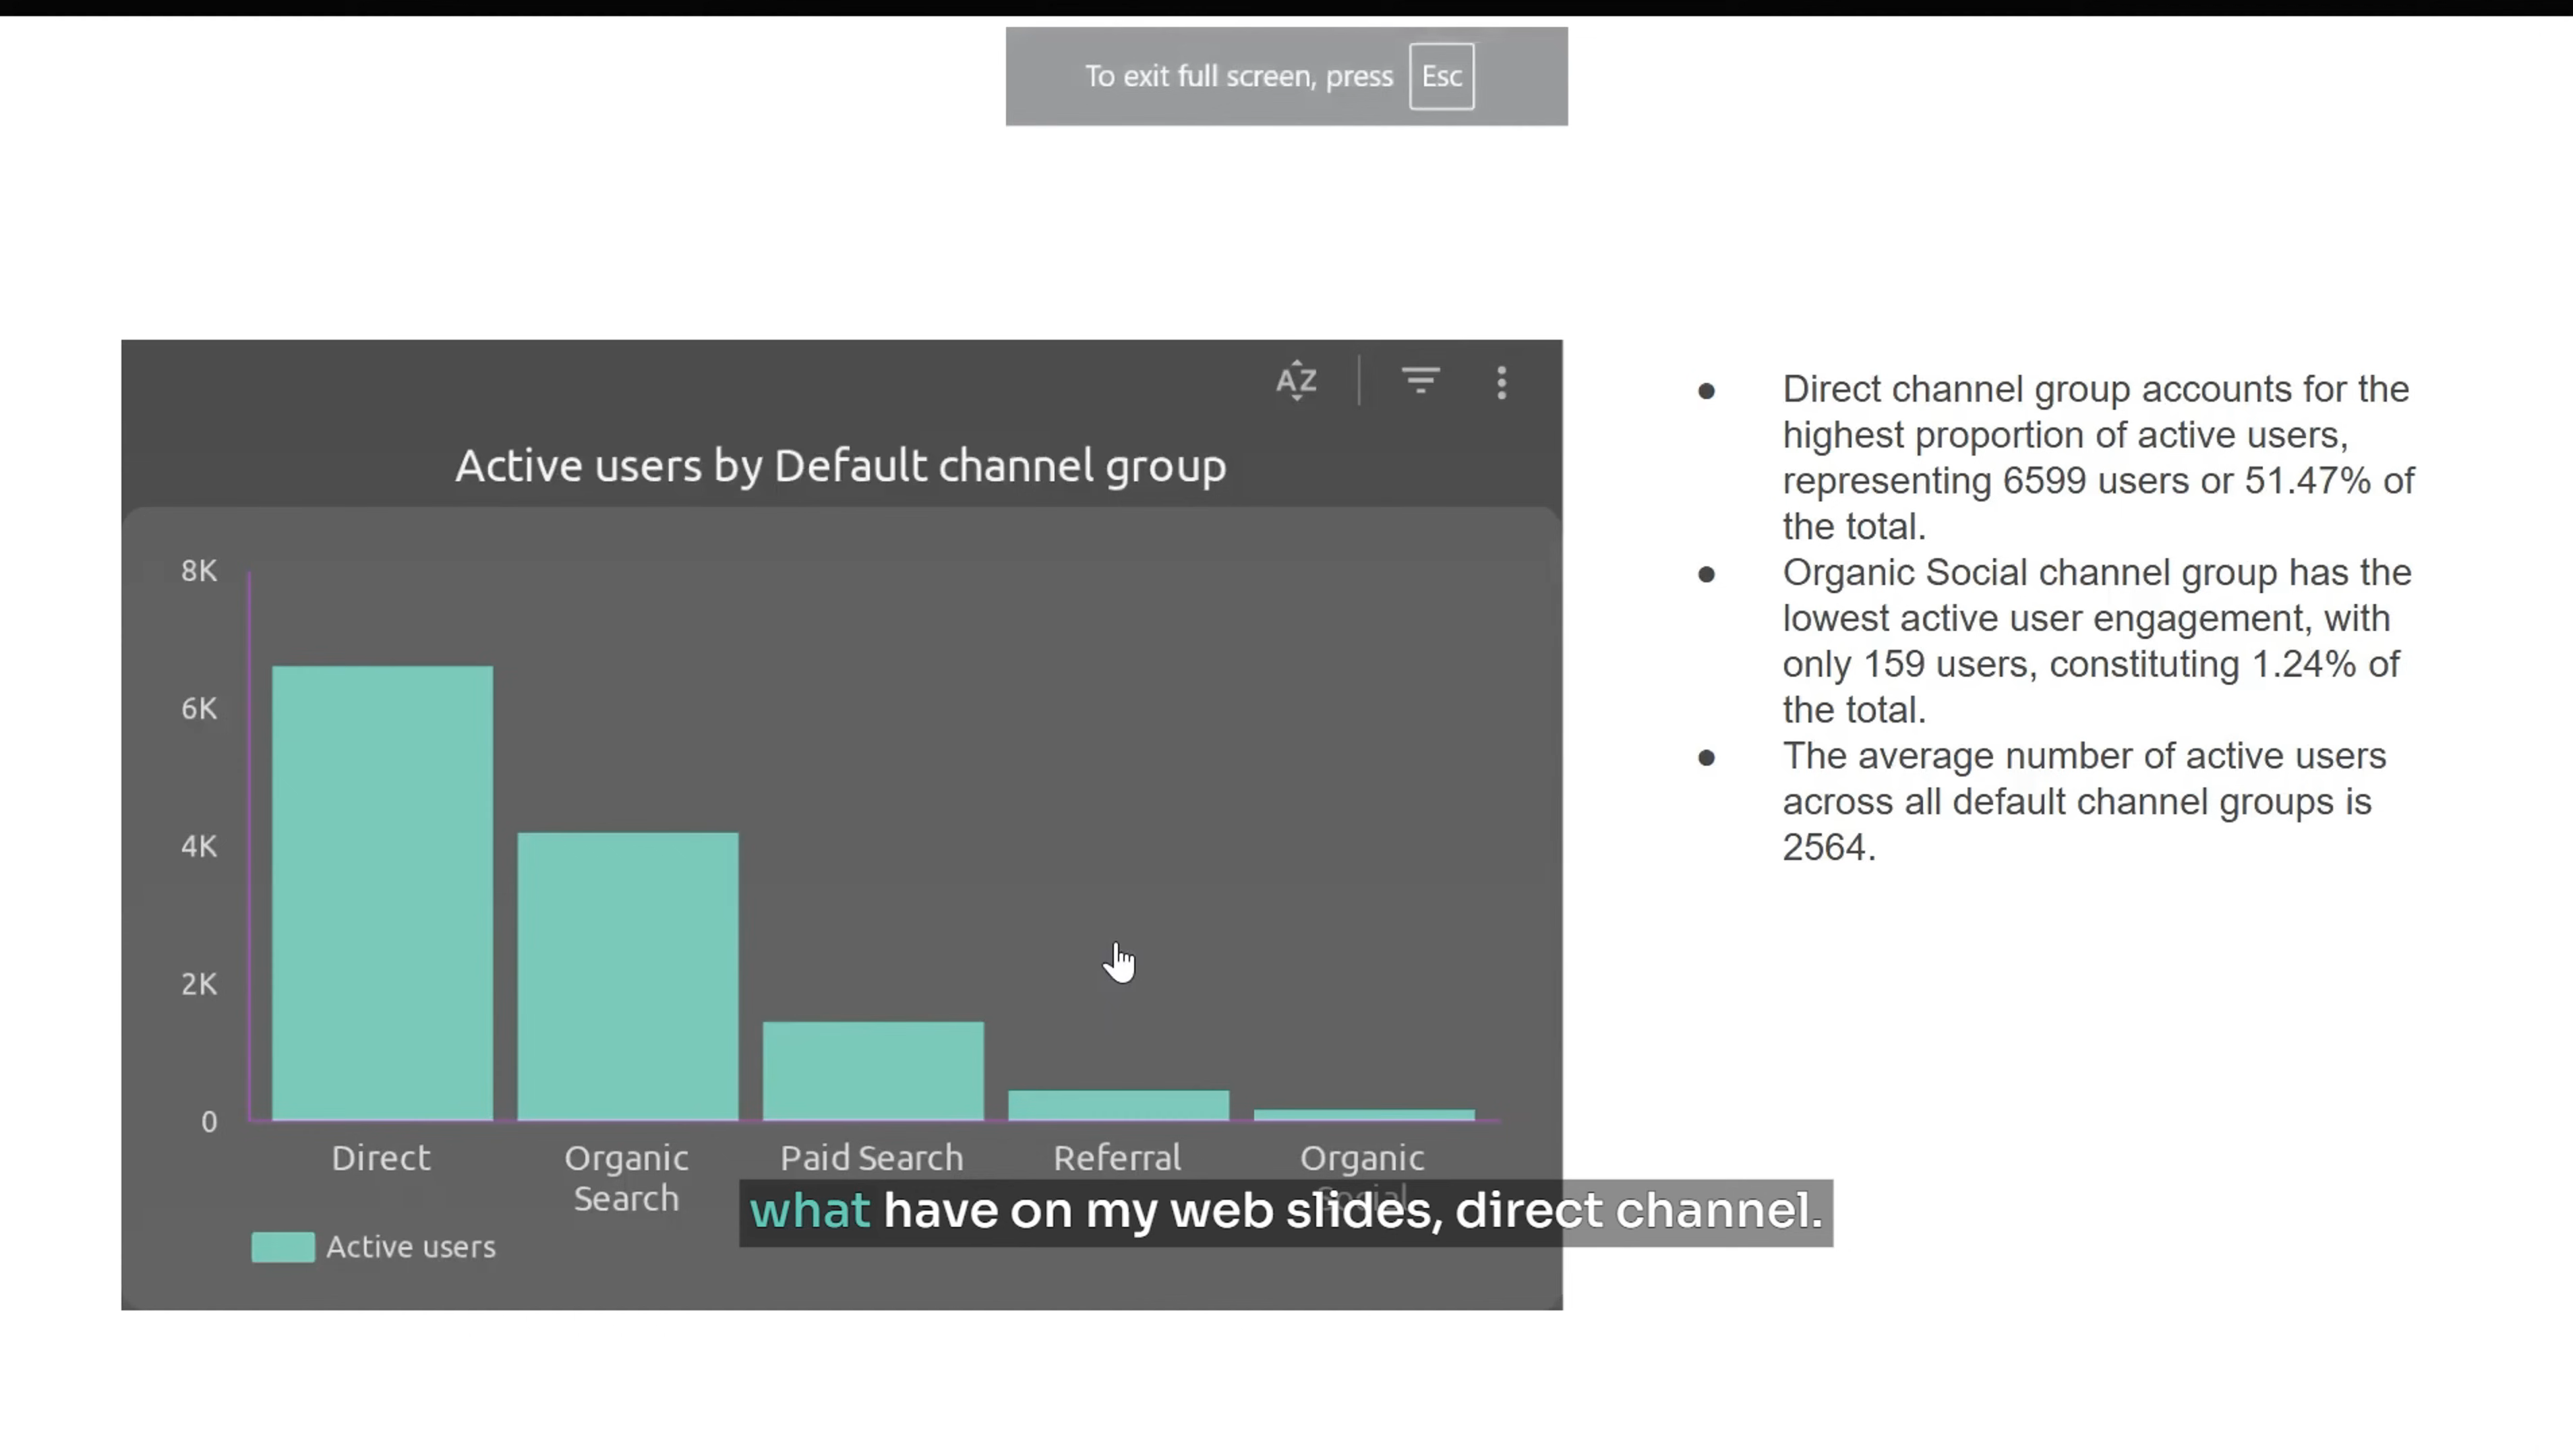 To exit full screen, press Esc
Active users by Default channel group
8K
6K
4K
2K
0
Direct
Organic Search
Paid Search
Referral
Organic Social
Active users
● Direct channel group accounts for the
highest proportion of active users,
representing 6599 users or 51.47% of
the total.
● Organic Social channel group has the
lowest active user engagement, with
only 159 users, constituting 1.24% of
the total.
● The average number of active users
across all default channel groups is
2564.
what have on my web slides, direct channel.